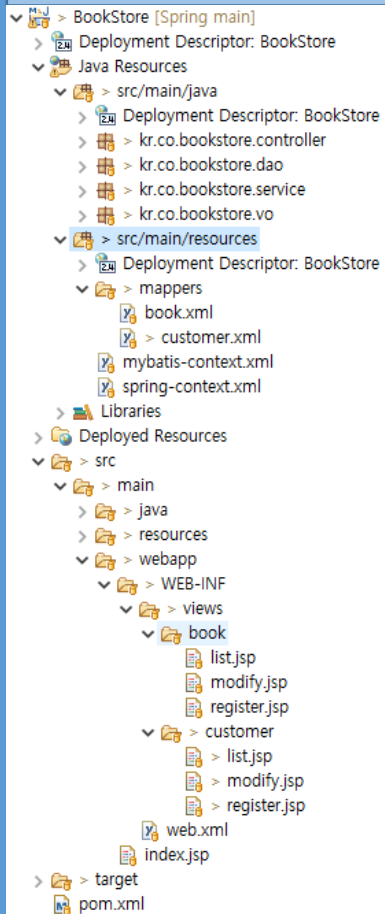 > BookStore [Spring main]
> Deployment Descriptor: BookStore
> Java Resources
> src/main/java
> Deployment Descriptor: BookStore
> kr.co.bookstore.controller
> kr.co.bookstore.dao
> kr.co.bookstore.service
> kr.co.bookstore.vo
> src/main/resources
> Deployment Descriptor: BookStore
> mappers
book.xml
> customer.xml
mybatis-context.xml
spring-context.xml
> Libraries
> Deployed Resources
> src
> main
> java
> resources
> webapp
> WEB-INF
> views
book
list.jsp
modify.jsp
register.jsp
> customer
> list.jsp
> modify.jsp
> register.jsp
web.xml
index.jsp
> target
pom.xml